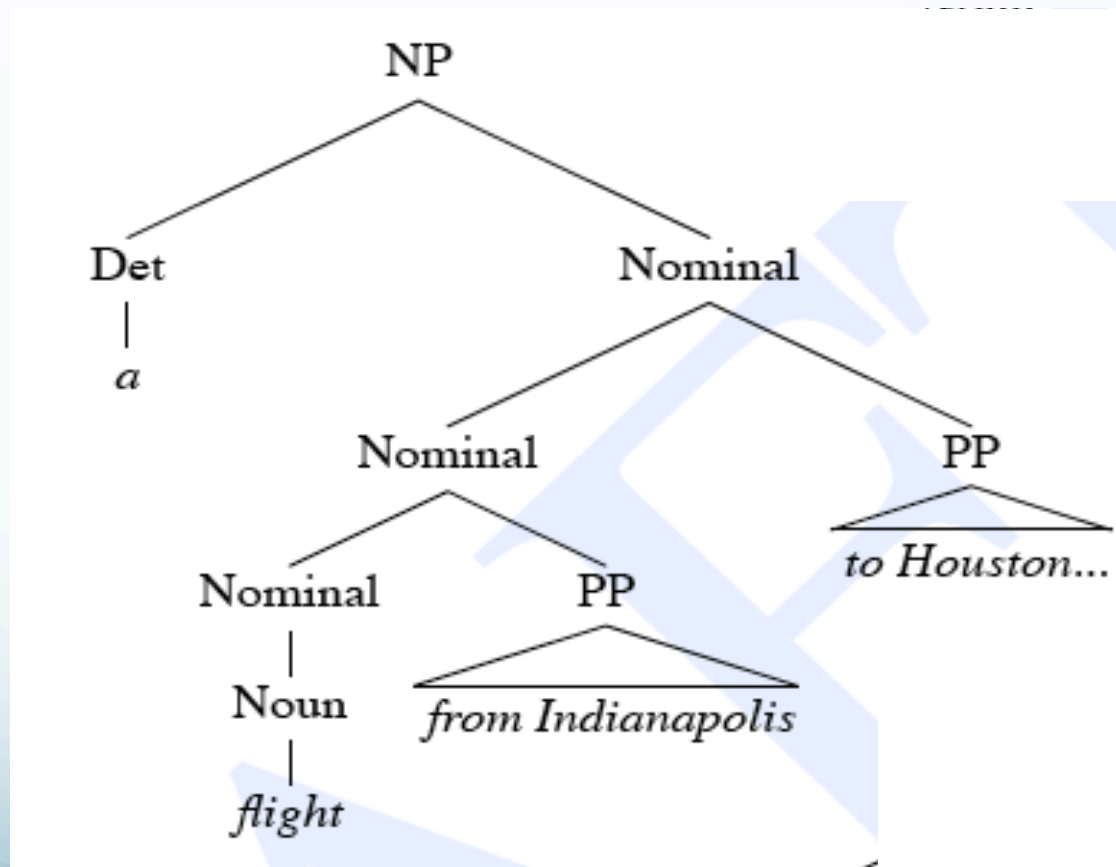 NP
Det Nominal
a
Nominal PP
to Houston...
Nominal PP
Noun
from Indianapolis
flight